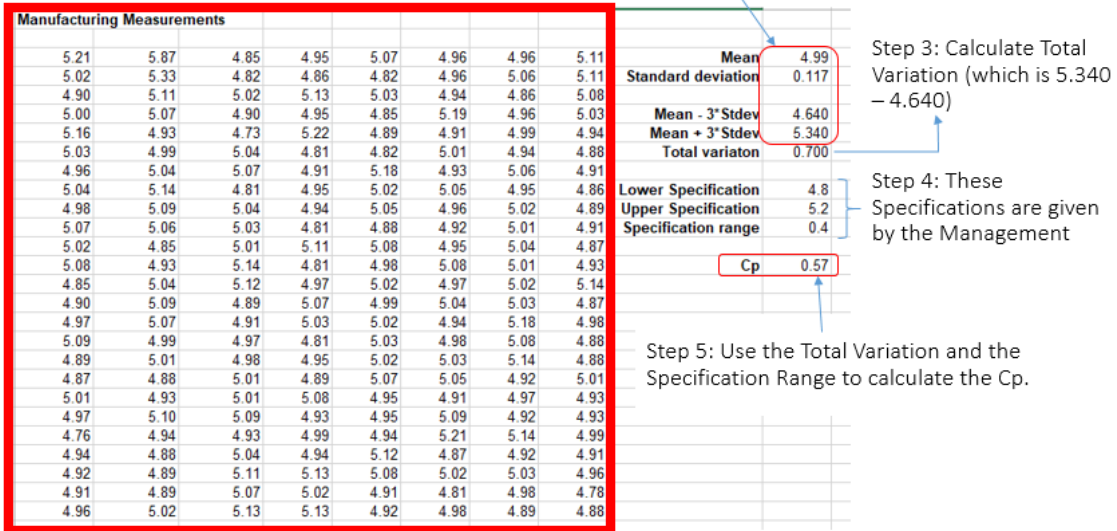 Manufacturing Measurements
5.21 5.87 4.85 4.95 5.07 4.96 4.96 5.11 Mean 4.99
5.02 5.33 4.82 4.86 4.82 4.96 5.06 5.11 Standard deviation 0.117
4.90 5.11 5.02 5.13 5.03 4.94 4.86 5.08
5.00 5.07 4.90 4.95 4.85 5.19 4.96 5.03 Mean - 3*Stdev 4.640
5.16 4.93 4.73 5.22 4.89 4.91 4.99 4.94 Mean + 3*Stdev 5.340
5.03 4.99 5.04 4.81 4.82 5.01 4.94 4.88 Total variaton 0.700
4.96 5.04 5.07 4.91 5.18 4.93 5.06 4.91
5.04 5.14 4.81 4.95 5.02 5.05 4.95 4.86 Lower Specification 4.8
4.98 5.09 5.04 4.94 5.05 4.96 5.02 4.89 Upper Specification 5.2
5.07 5.06 5.03 4.81 4.88 4.92 5.01 4.91 Specification range 0.4
5.02 4.85 5.01 5.11 5.08 4.95 5.04 4.87
5.08 4.93 5.14 4.81 4.98 5.08 5.01 4.93 Cp 0.57
4.85 5.04 5.12 4.97 5.02 4.97 5.02 5.14
4.90 5.09 4.89 5.07 4.99 5.04 5.03 4.87
4.97 5.07 4.91 5.03 5.02 4.94 5.18 4.98
5.09 4.99 4.97 4.81 5.03 4.98 5.08 4.88
4.89 5.01 4.98 4.95 5.02 5.03 5.14 4.88
4.87 4.88 5.01 4.89 5.07 5.05 4.92 5.01
5.01 4.93 5.01 5.08 4.95 4.91 4.97 4.93
4.97 5.10 5.09 4.93 4.95 5.09 4.92 4.93
4.76 4.94 4.93 4.99 4.94 5.21 5.14 4.99
4.94 4.88 5.04 4.94 5.12 4.87 4.92 4.91
4.92 4.89 5.11 5.13 5.08 5.02 5.03 4.96
4.91 4.89 5.07 5.02 4.91 4.81 4.98 4.78
4.96 5.02 5.13 5.13 4.92 4.98 4.89 4.88
Step 3: Calculate Total
Variation (which is 5.340
– 4.640)
Step 4: These
Specifications are given
by the Management
Step 5: Use the Total Variation and the
Specification Range to calculate the Cp.